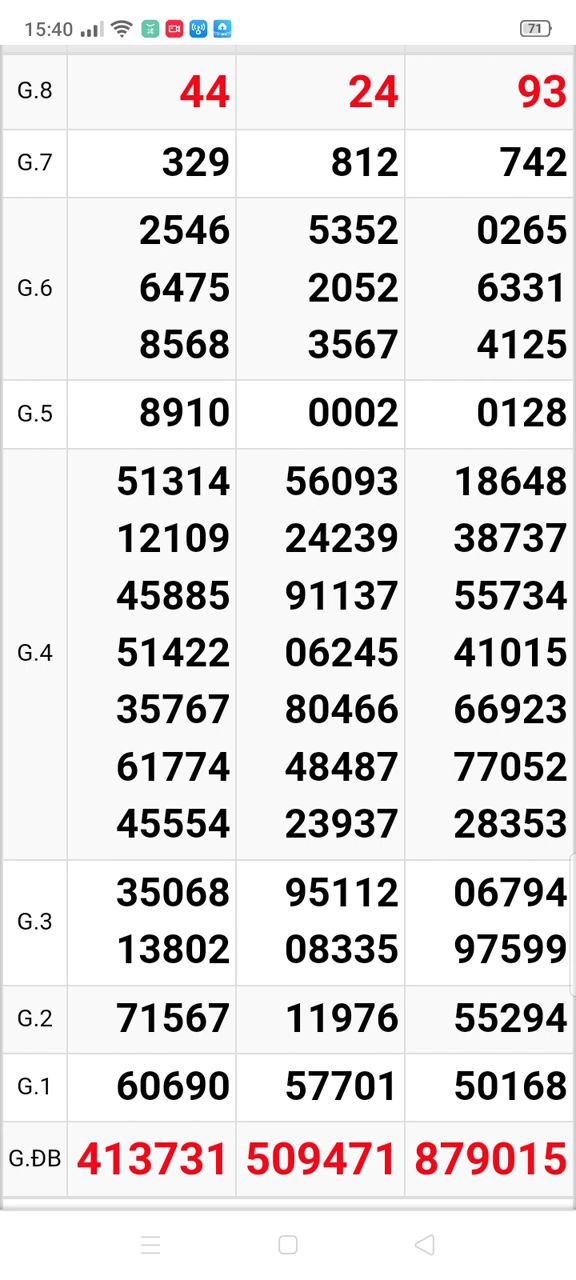 15:40 71
G.8 44 24 93
G.7 329 812 742
2546 5352 0265
G.6 6475 2052 6331
8568 3567 4125
G.5 8910 0002 0128
51314 56093 18648
12109 24239 38737
45885 91137 55734
G.4 51422 06245 41015
35767 80466 66923
61774 48487 77052
45554 23937 28353
35068 95112 06794
G.3
13802 08335 97599
G.2 71567 11976 55294
G.1 60690 57701 50168
G.ĐB 413731 509471 879015